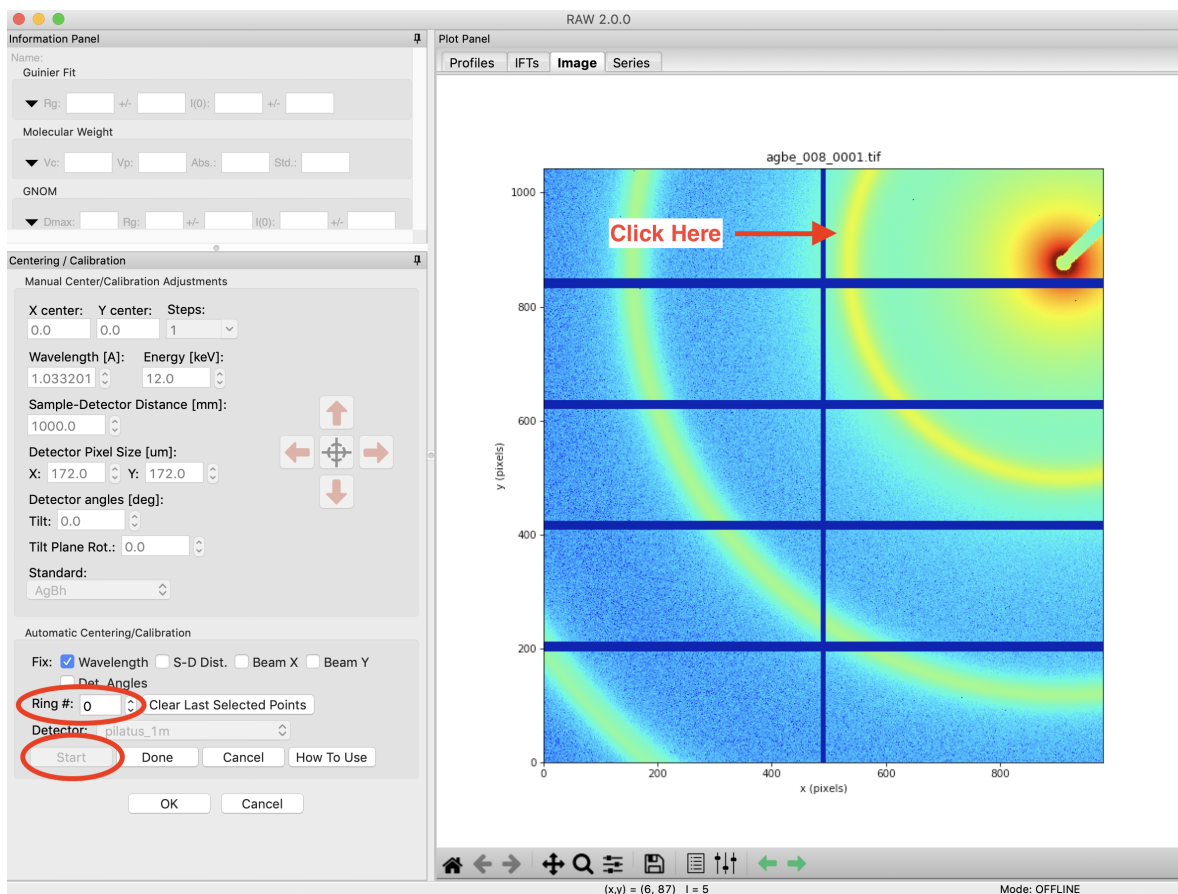 RAW 2.0.0
Information Panel
Name:
Guinier Fit
Rg: +/- I(0): +/-
Molecular Weight
Vc: Vp: Abs.: Std.:
GNOM
Dmax: Rg: +/- I(0): +/-
Centering / Calibration
Manual Center/Calibration Adjustments
X center: Y center: Steps:
0.0 0.0 1
Wavelength [A]: Energy [keV]:
1.033201 12.0
Sample-Detector Distance [mm]:
1000.0
Detector Pixel Size [um]:
X: 172.0 Y: 172.0
Detector angles [deg]:
Tilt: 0.0
Tilt Plane Rot.: 0.0
Standard:
AgBh
Automatic Centering/Calibration
Fix: Wavelength S-D Dist. Beam X Beam Y
Det. Angles
Ring #: 0 Clear Last Selected Points
Detector: pilatus_1m
Start Done Cancel How To Use
OK Cancel
Plot Panel
Profiles IFTs Image Series
agbe_008_0001.tif
Click Here
1000
800
600
400
200
0
y (pixels)
0 200 400 600 800
x (pixels)
(x,y) = (6, 87) I = 5
Mode: OFFLINE